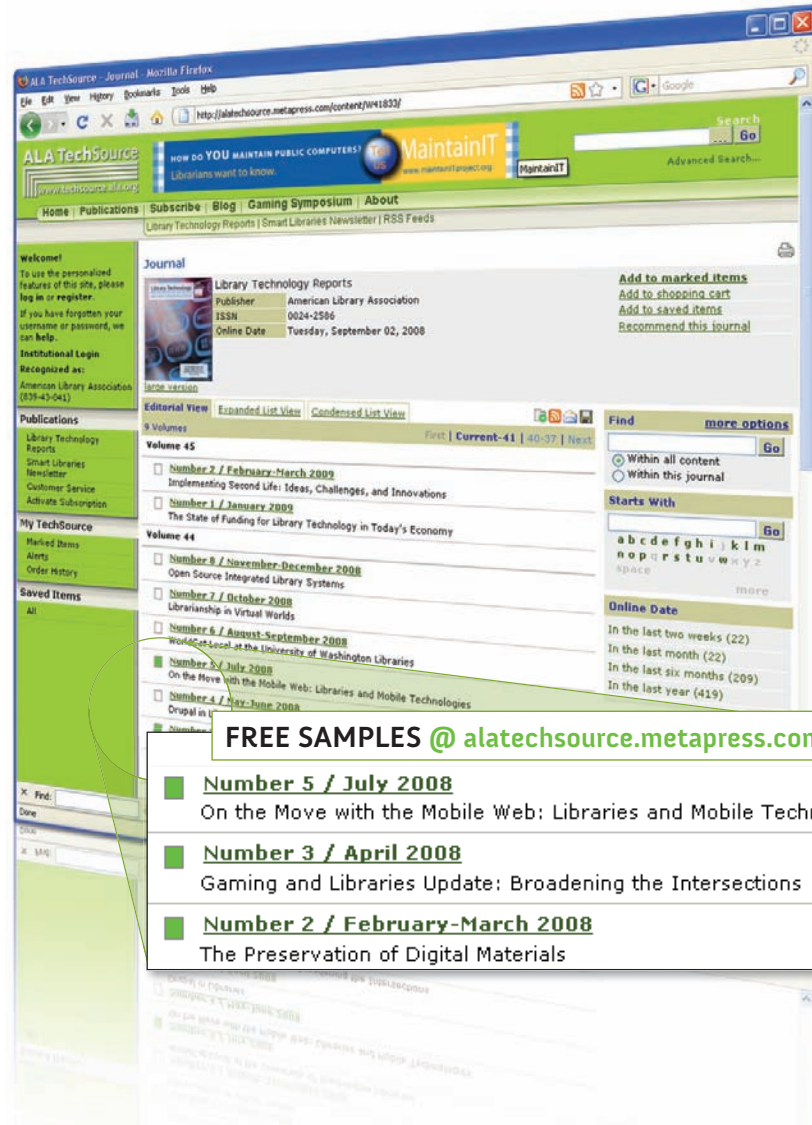 ALA TechSource - Journal - Mozilla Firefox
File Edit View History Bookmarks Tools Help
http://alatechsource.metapress.com/content/W41833/
Google
ALA TechSource
www.techsource.ala.org
HOW DO YOU MAINTAIN PUBLIC COMPUTERS?
Librarians want to know.
Tell us
MaintainIT
www.maintainitproject.org
MaintainIT
Search
... Go
Advanced Search...
Home | Publications | Subscribe | Blog | Gaming Symposium | About
Library Technology Reports | Smart Libraries Newsletter | RSS Feeds
Welcome!
To use the personalized
features of this site, please
log in or register.
If you have forgotten your
username or password, we
can help.
Institutional Login
Recognized as:
American Library Association
(839-43-041)
Publications
Library Technology
Reports
Smart Libraries
Newsletter
Customer Service
Activate Subscription
My TechSource
Marked Items
Alerts
Order History
Saved Items
All
Journal
Library Technology Reports
Publisher American Library Association
ISSN 0024-2586
Online Date Tuesday, September 02, 2008
large version
Add to marked items
Add to shopping cart
Add to saved items
Recommend this journal
Editorial View Expanded List View Condensed List View
9 Volumes
First | Current-41 | 40-37 | Next
Volume 45
Number 2 / February-March 2009
Implementing Second Life: Ideas, Challenges, and Innovations
Number 1 / January 2009
The State of Funding for Library Technology in Today's Economy
Volume 44
Number 8 / November-December 2008
Open Source Integrated Library Systems
Number 7 / October 2008
Librarianship in Virtual Worlds
Number 6 / August-September 2008
WorldCat Local at the University of Washington Libraries
Number 5 / July 2008
On the Move with the Mobile Web: Libraries and Mobile Technologies
Number 4 / May-June 2008
Drupal in
Number
Find more options
Go
Within all content
Within this journal
Starts With
Go
a b c d e f g h i j k l m
n o p q r s t u v w x y z
space
more
Online Date
In the last two weeks (22)
In the last month (22)
In the last six months (209)
In the last year (419)
× Find:
Done
FREE SAMPLES @ alatechsource.metapress.com
Number 5 / July 2008
On the Move with the Mobile Web: Libraries and Mobile Techn
Number 3 / April 2008
Gaming and Libraries Update: Broadening the Intersections
Number 2 / February-March 2008
The Preservation of Digital Materials